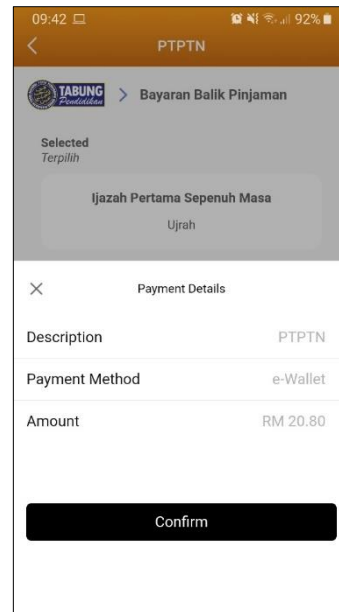 09:42 92%
PTPTN
TABUNG
Pendidikan
> Bayaran Balik Pinjaman
Selected
Terpilih
Ijazah Pertama Sepenuh Masa
Ujrah
Payment Details
Description PTPTN
Payment Method e-Wallet
Amount RM 20.80
Confirm